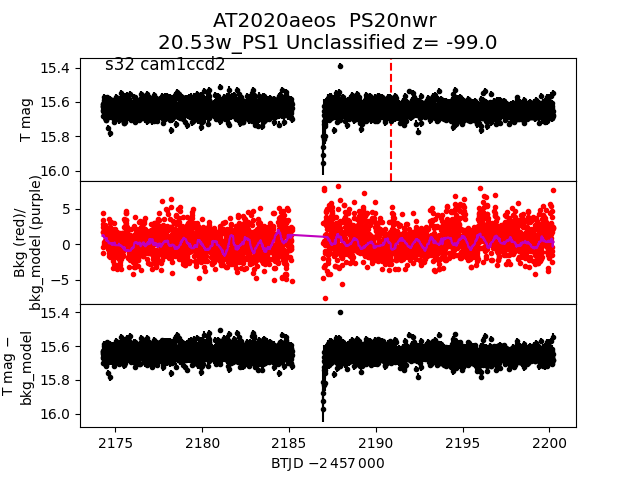 AT2020aeos  PS20nwr
20.53w_PS1 Unclassified z= -99.0
s32 cam1ccd2
T mag
15.4
15.6
15.8
16.0
Bkg (red)/
bkg_model (purple)
5
0
−5
T mag −
bkg_model
15.4
15.6
15.8
16.0
2175
2180
2185
2190
2195
2200
BTJD −2 457 000